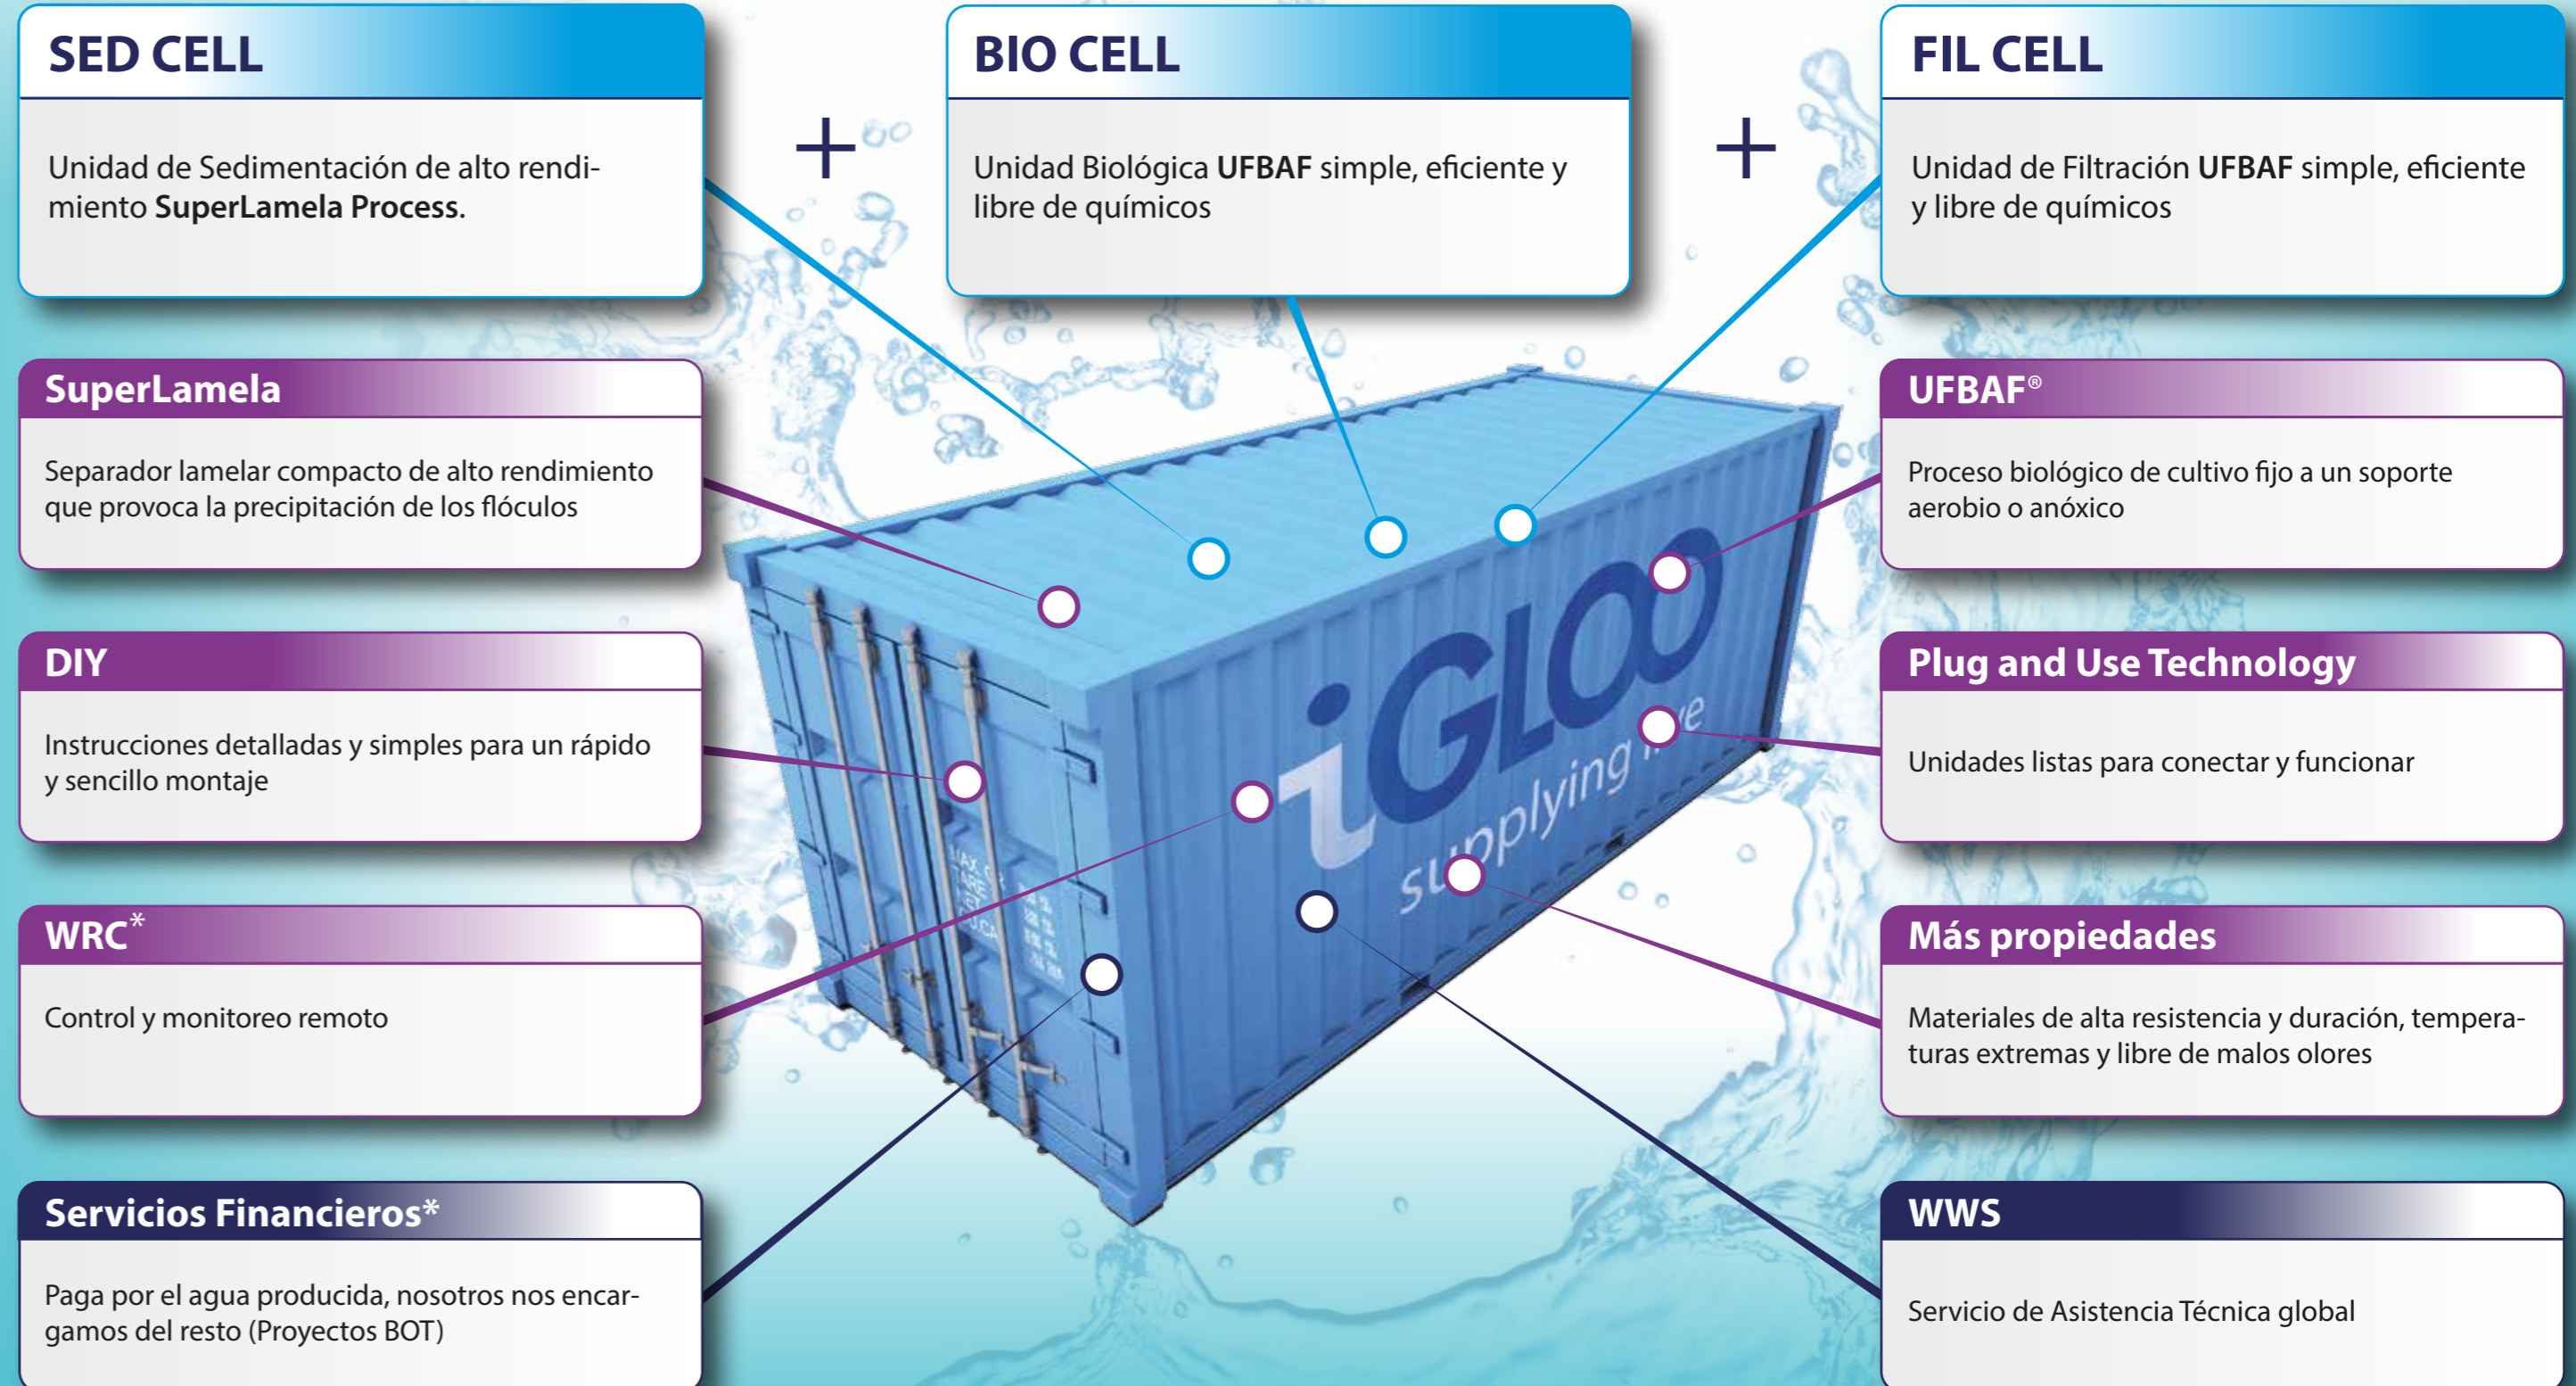 SED CELL
Unidad de Sedimentación de alto rendi-
miento SuperLamela Process.
+
BIO CELL
Unidad Biológica UFBAF simple, eficiente y
libre de químicos
+
FIL CELL
Unidad de Filtración UFBAF simple, eficiente
y libre de químicos
SuperLamela
Separador lamelar compacto de alto rendimiento
que provoca la precipitación de los flóculos
UFBAF®
Proceso biológico de cultivo fijo a un soporte
aerobio o anóxico
DIY
Instrucciones detalladas y simples para un rápido
y sencillo montaje
Plug and Use Technology
Unidades listas para conectar y funcionar
iGLOO
supplying
WRC*
Control y monitoreo remoto
Más propiedades
Materiales de alta resistencia y duración, tempera-
turas extremas y libre de malos olores
Servicios Financieros*
Paga por el agua producida, nosotros nos encar-
gamos del resto (Proyectos BOT)
WWS
Servicio de Asistencia Técnica global